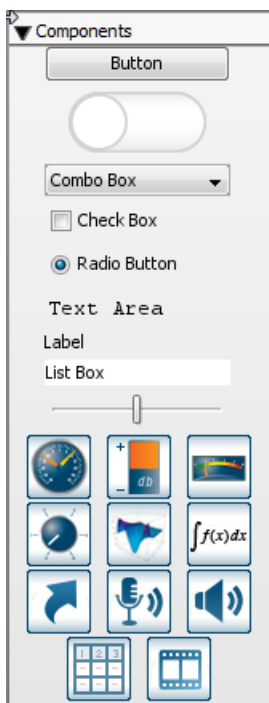 Components
Button
Combo Box
Check Box
Radio Button
Text Area
Label
List Box
+
- db
∫f(x)dx
1 2 3